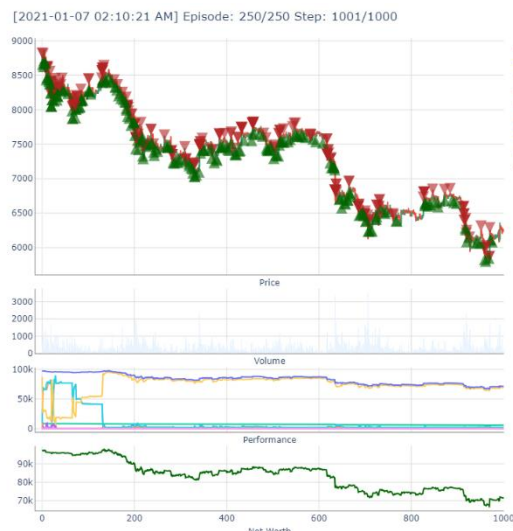 [2021-01-07 02:10:21 AM] Episode: 250/250 Step: 1001/1000
9000
8500
8000
7500
7000
6500
6000
Price
3000
2000
1000
0
Volume
100k
50k
0
Performance
90k
80k
70k
0 200 400 600 800 1000
Net Worth